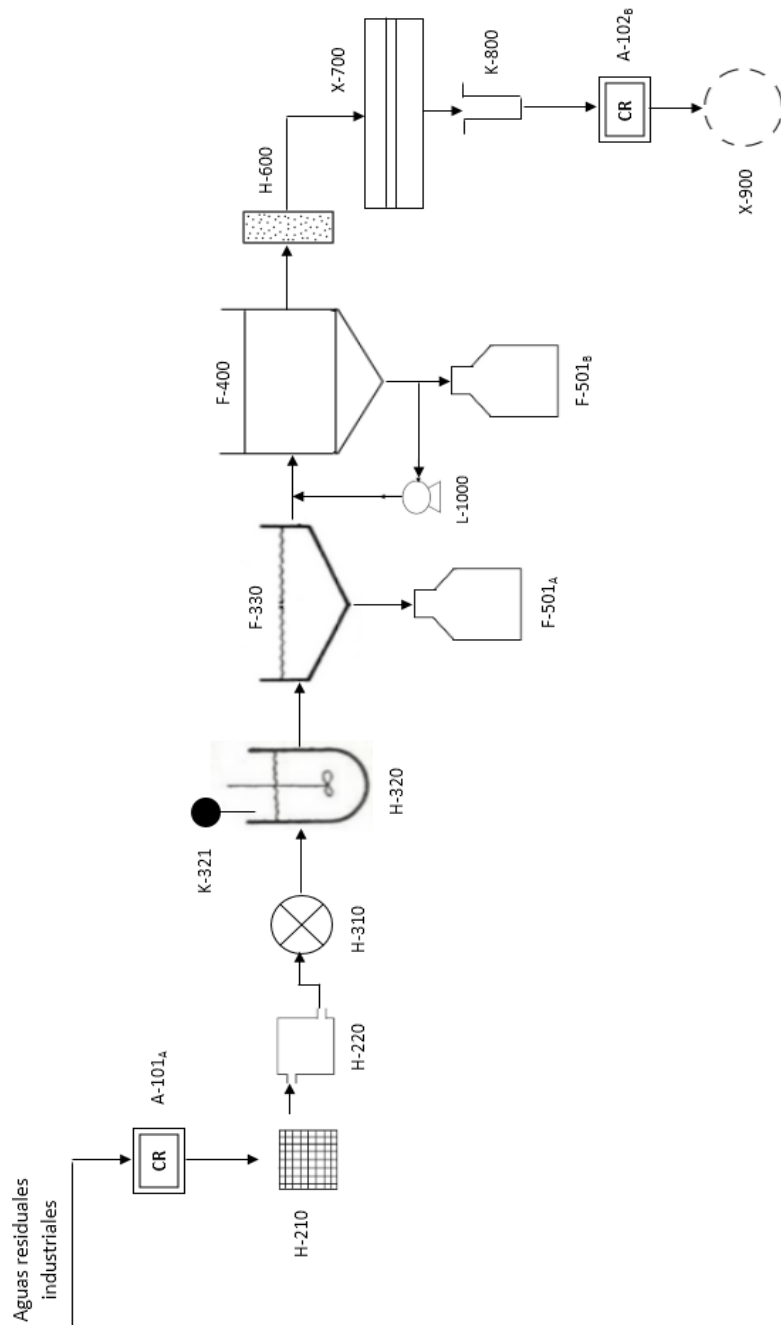 Aguas residuales
industriales
A-101A
CR
H-210
H-220
H-310
K-321
H-320
F-330
F-501A
L-1000
F-400
F-501B
H-600
X-700
K-800
A-102B
CR
X-900